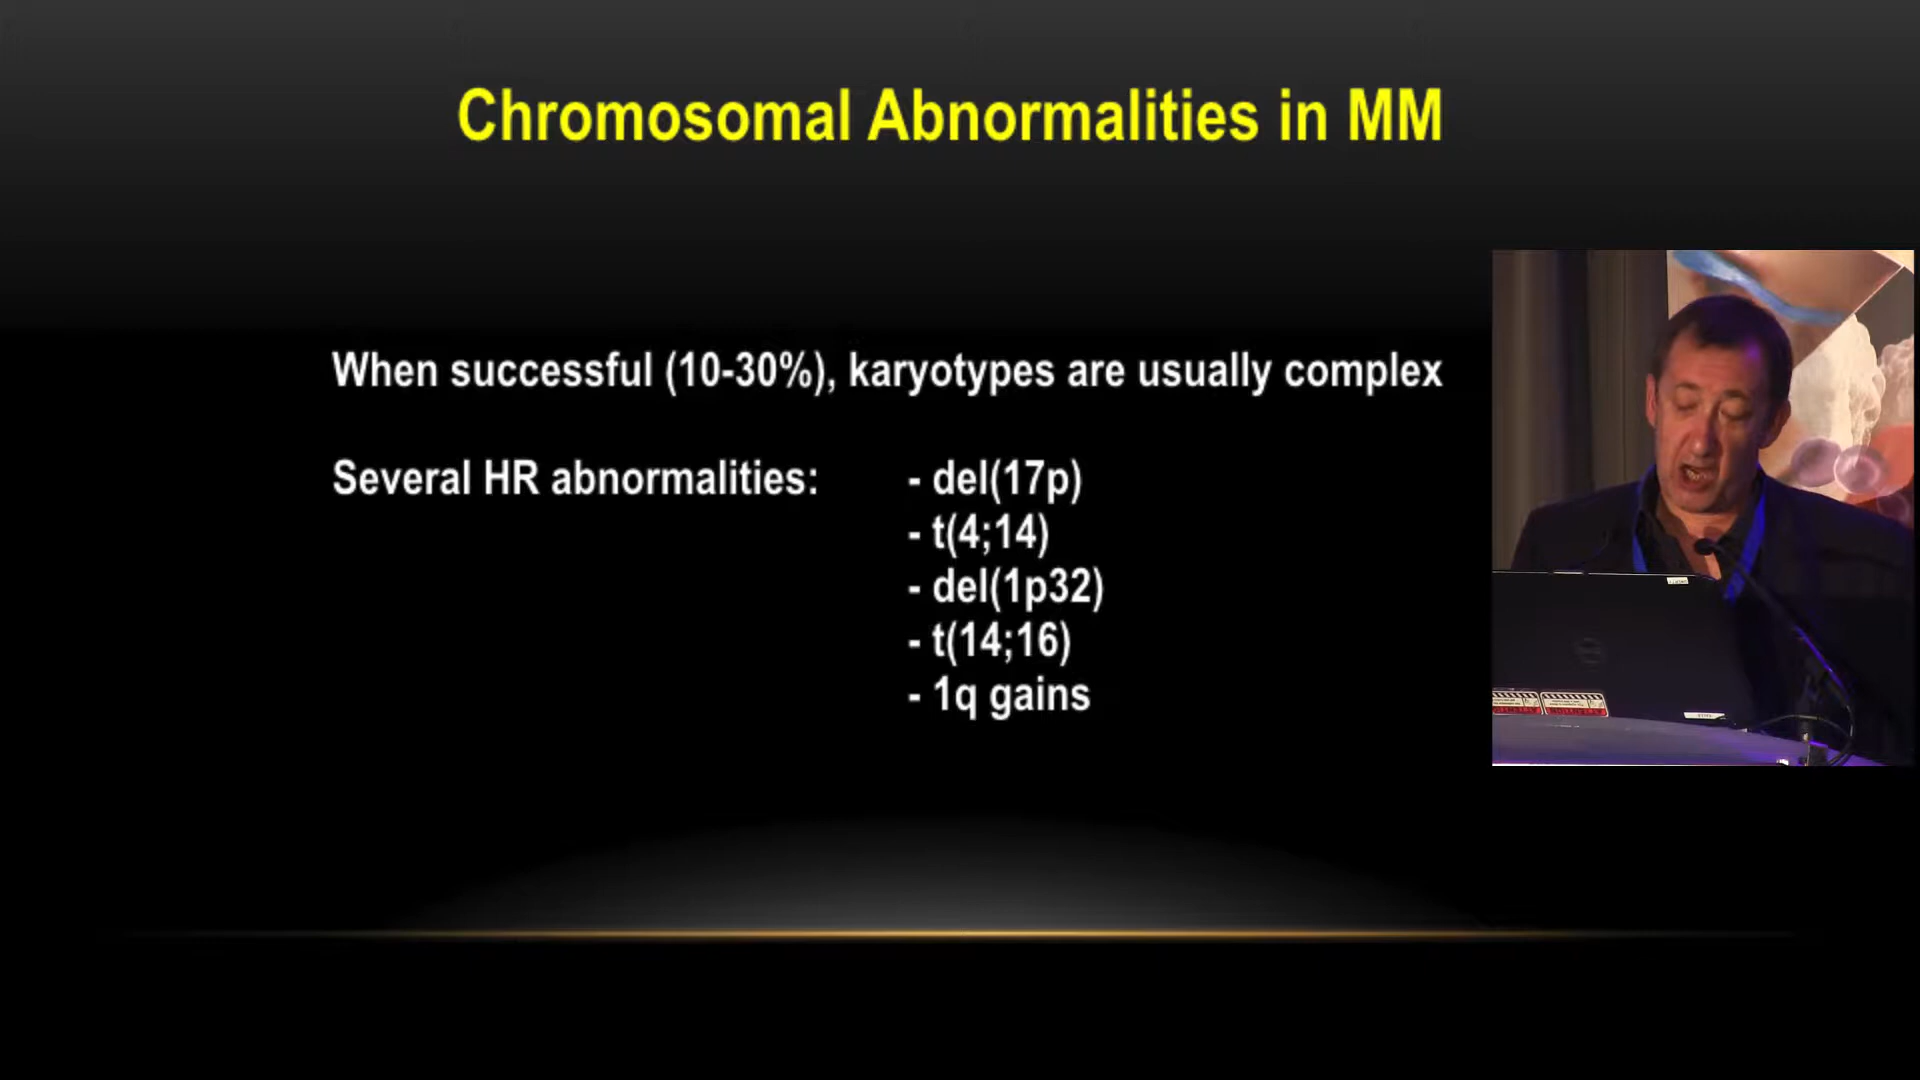 Chromosomal Abnormalities in MM
When successful (10-30%), karyotypes are usually complex
Several HR abnormalities: - del(17p)
- t(4;14)
- del(1p32)
- t(14;16)
- 1q gains